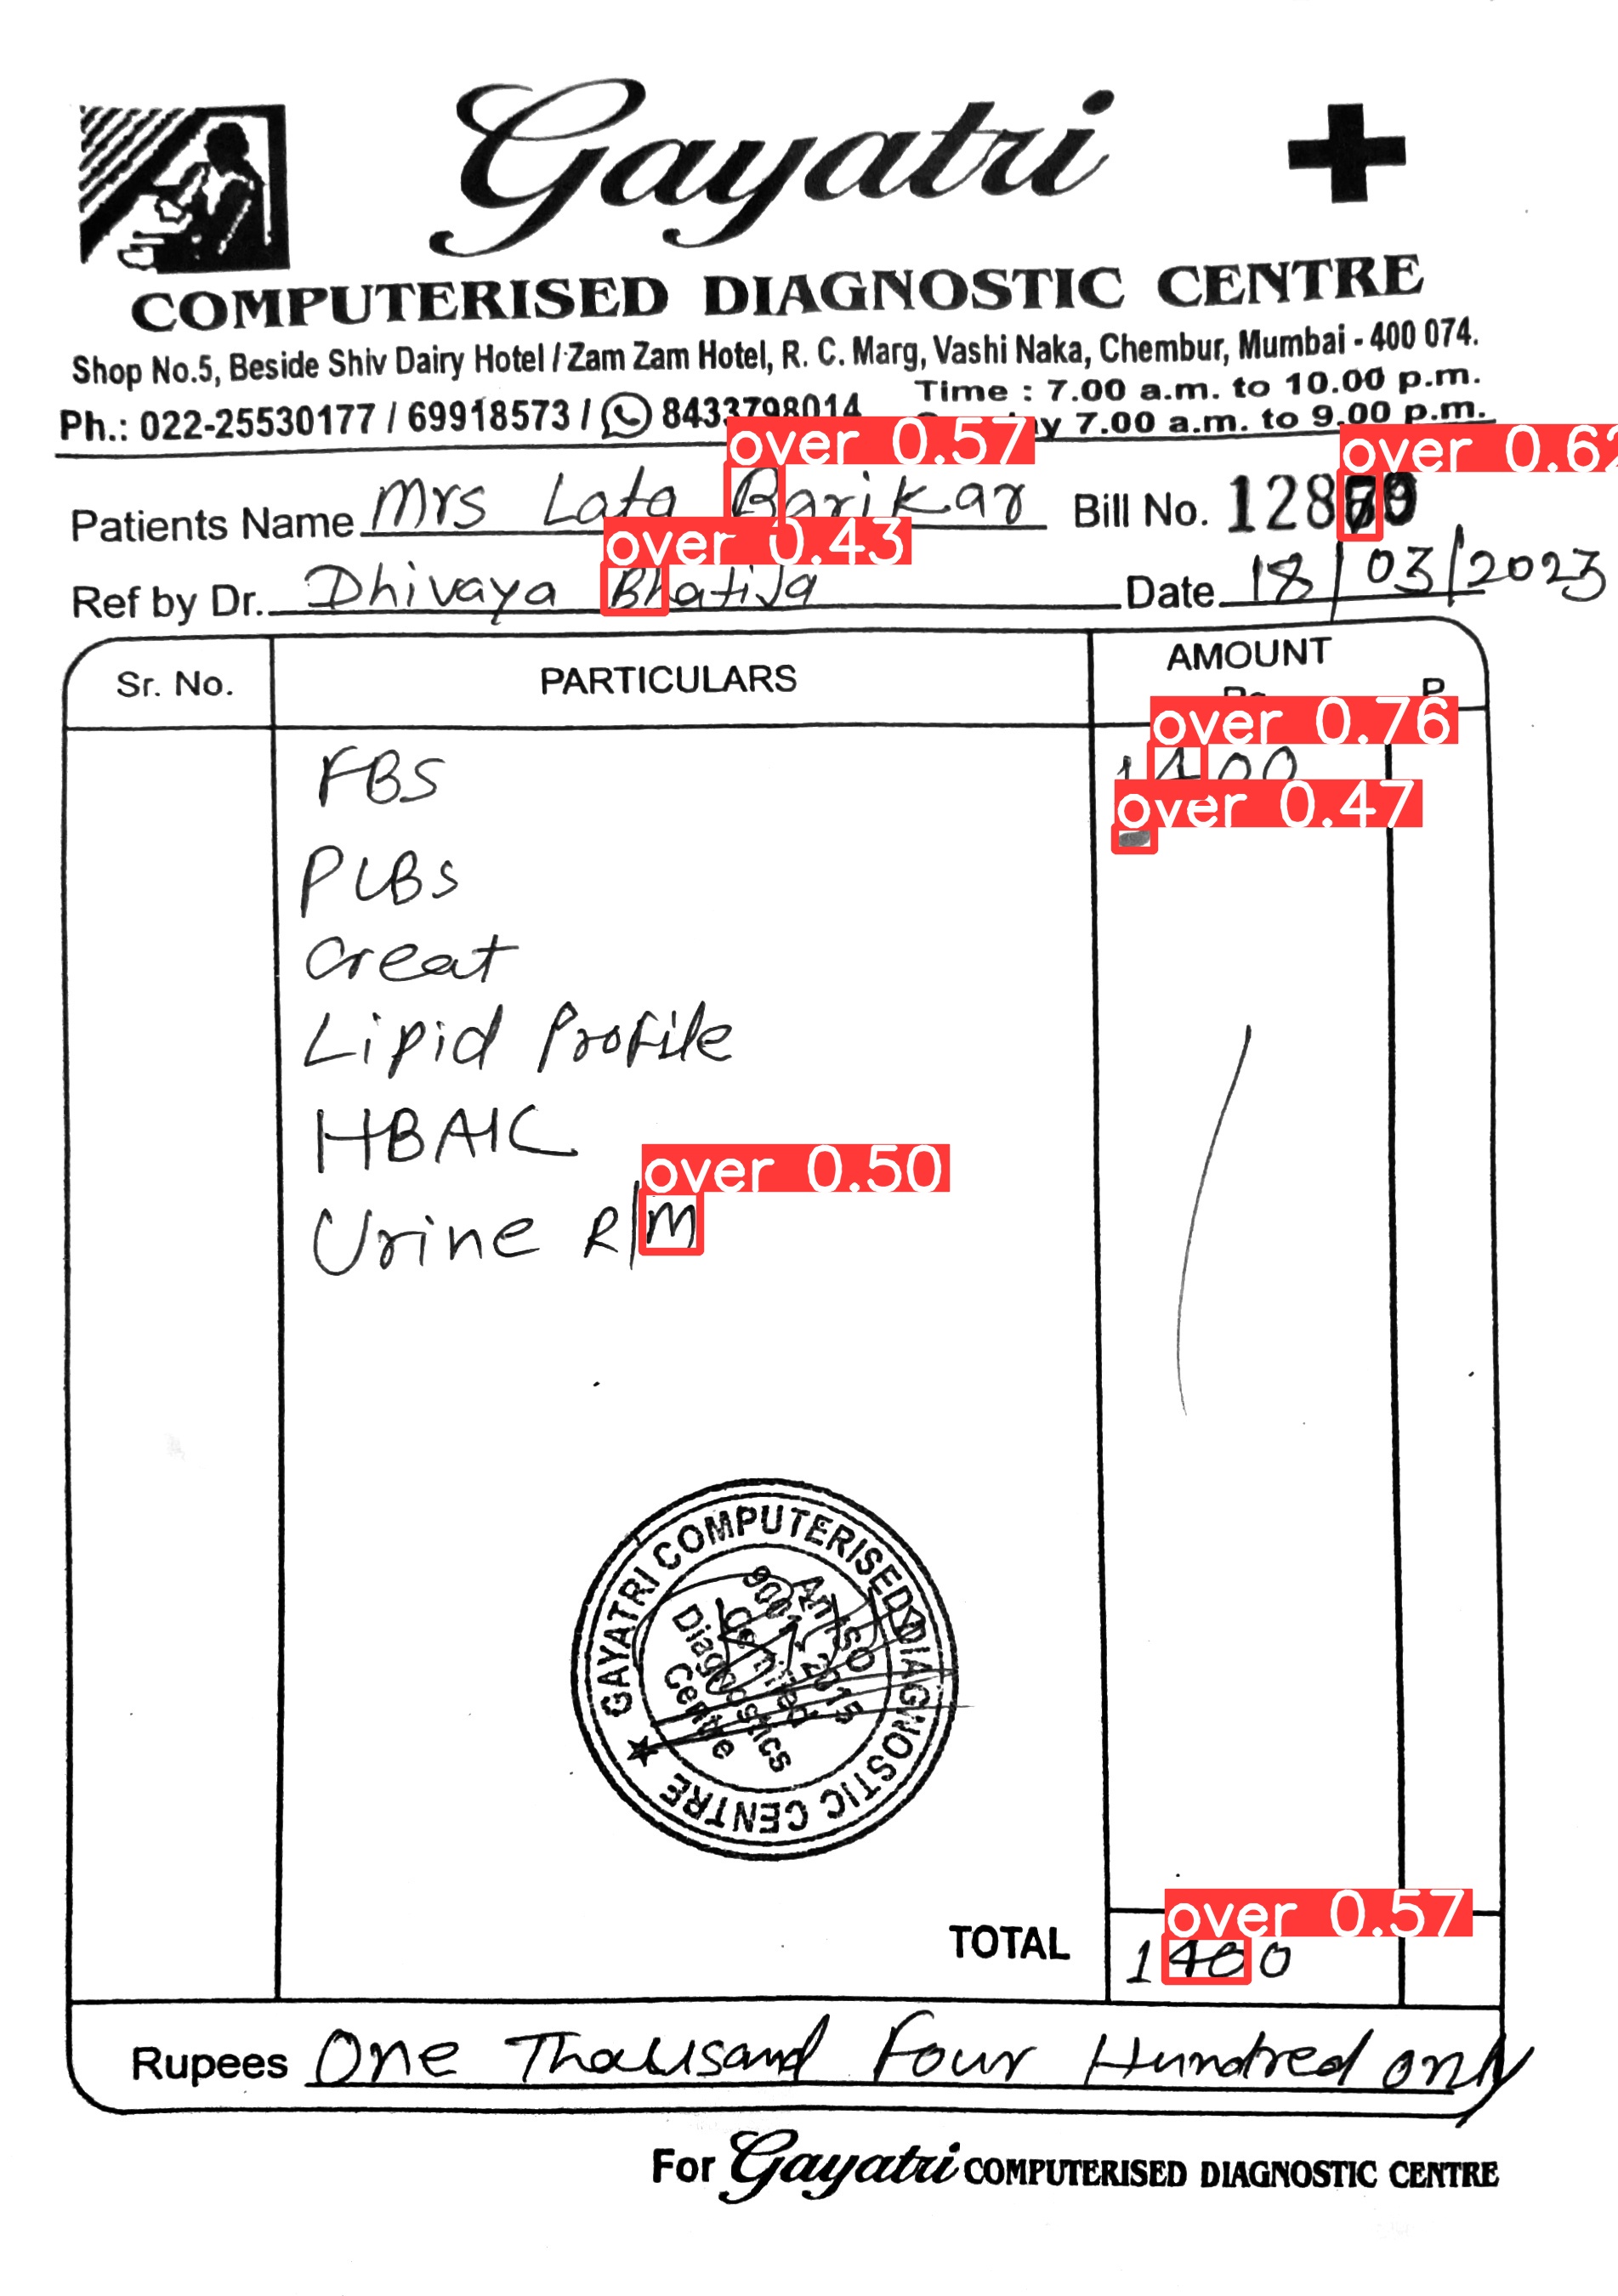 Gayatri
COMPUTERISED DIAGNOSTIC CENTRE
Shop No.5, Beside Shiv Dairy Hotel / Zam Zam Hotel, R. C. Marg, Vashi Naka, Chembur, Mumbai - 400 074.
Time : 7.00 a.m. to 10.00 p.m.
Ph.: 022-25530177 / 69918573 / 8433798014
7.00 a.m. to 9.00 p.m.
over 0.57
over 0.62
Patients Name Mrs Lata Barikar Bill No.
over 0.43
Ref by Dr. Dhivaya Bhatija Date 18/03/2023
Sr. No. PARTICULARS AMOUNT
P
over 0.76
FBS 1400
over 0.47
PLBS
Creat
Lipid Profile
HBA1C
over 0.50
Urine R/M
GAYATRI COMPUTERISED DIAGNOSTIC CENTRE
An ISO
9001:2015
Certified
Diagnostics
Centre
over 0.57
TOTAL 1400
Rupees One Thousand Four Hundred only
For Gayatri COMPUTERISED DIAGNOSTIC CENTRE